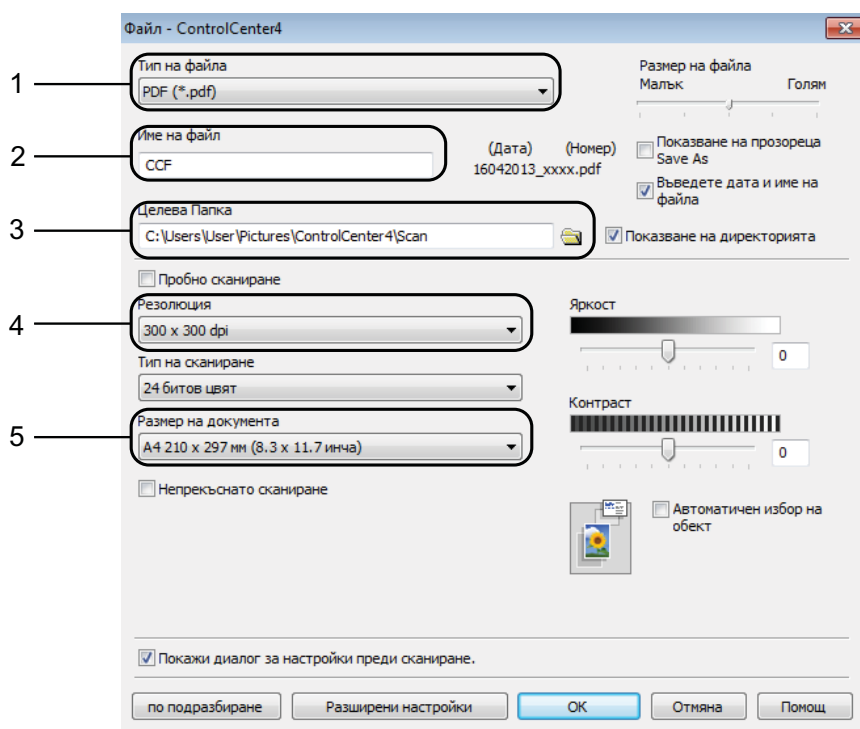 Файл - ControlCenter4
1
Тип на файла
PDF (*.pdf)
Размер на файла
Малък Голям
2
Име на файл
CCF
(Дата) (Номер)
16042013_xxxx.pdf
Показване на прозореца
Save As
Въведете дата и име на
файла
3
Целева Папка
C:\Users\User\Pictures\ControlCenter4\Scan
Показване на директорията
Пробно сканиране
4
Резолюция
300 x 300 dpi
Яркост
0
Тип на сканиране
24 битов цвят
5
Размер на документа
A4 210 x 297 мм (8.3 x 11.7 инча)
Контраст
0
Непрекъснато сканиране
Автоматичен избор на
обект
Покажи диалог за настройки преди сканиране.
по подразбиране Разширени настройки OK Отмяна Помощ